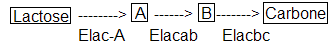 Lactose --------> A ------> B -------> Carbone
Elac-A Elacab Elacbc